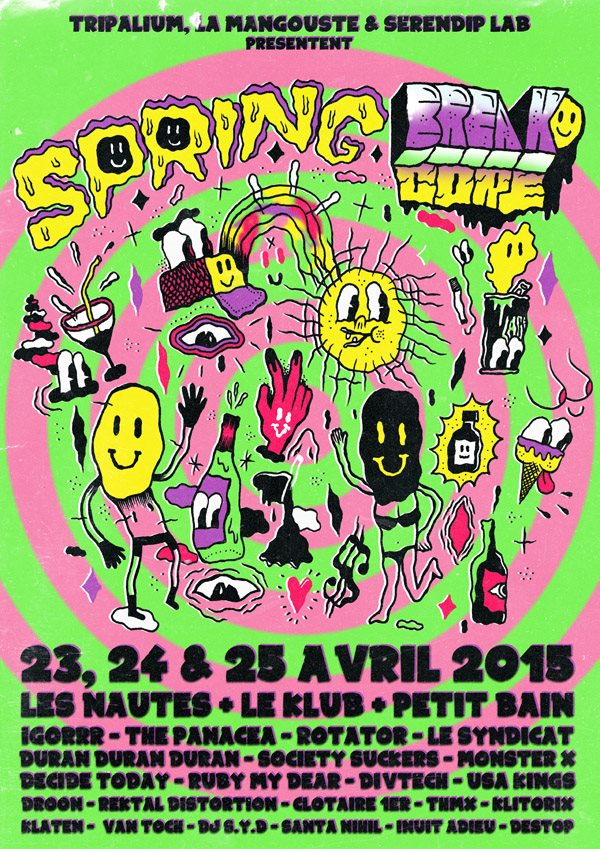 TRIPALIUM, LA MANGOUSTE & SERENDIP LAB
PRESENTENT
SPRING BREAK
CORE
23, 24 & 25 AVRIL 2015
LES NAUTES + LE KLUB + PETIT BAIN
iGORRR - THE PANACEA - ROTATOR - LE SYNDICAT
DURAN DURAN DURAN - SOCIETY SUCKERS - MONSTER X
DECIDE TODAY - RUBY MY DEAR - DIVTECH - USA KINGS
DROON - REKTAL DISTORTION - CLOTAIRE 1ER - THMX - KLITORIX
KLATEN - VAN TOCH - DJ S.Y.D - SANTA NIHIL - INUIT ADIEU - DESTOP